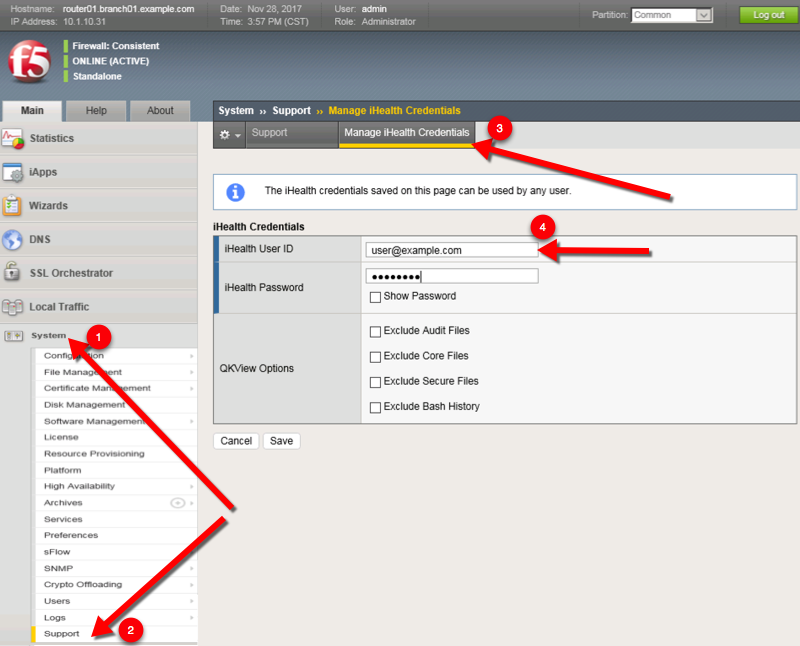 Hostname: router01.branch01.example.com Date: Nov 28, 2017 User: admin
IP Address: 10.1.10.31 Time: 3:57 PM (CST) Role: Administrator
Partition: Common
Log out
f5
Firewall: Consistent
ONLINE (ACTIVE)
Standalone
Main Help About
Statistics
iApps
Wizards
DNS
SSL Orchestrator
Local Traffic
System 1
Configuration
File Management
Certificate Management
Disk Management
Software Management
License
Resource Provisioning
Platform
High Availability
Archives
Services
Preferences
sFlow
SNMP
Crypto Offloading
Users
Logs
Support 2
System ›› Support ›› Manage iHealth Credentials
Support Manage iHealth Credentials 3
The iHealth credentials saved on this page can be used by any user.
iHealth Credentials
4
iHealth User ID user@example.com
iHealth Password ●●●●●●●●
Show Password
QKView Options
Exclude Audit Files
Exclude Core Files
Exclude Secure Files
Exclude Bash History
Cancel Save